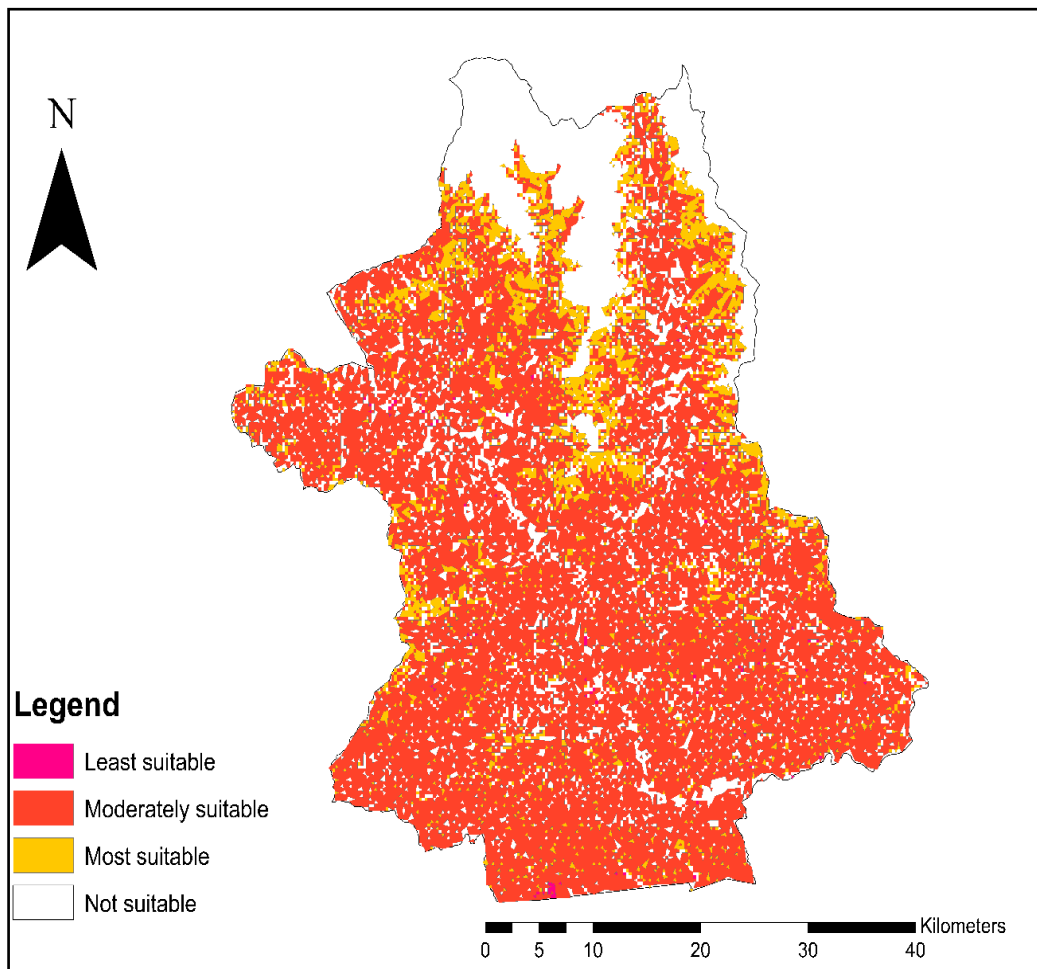 N
Legend
Least suitable
Moderately suitable
Most suitable
Not suitable
Kilometers
0 5 10 20 30 40